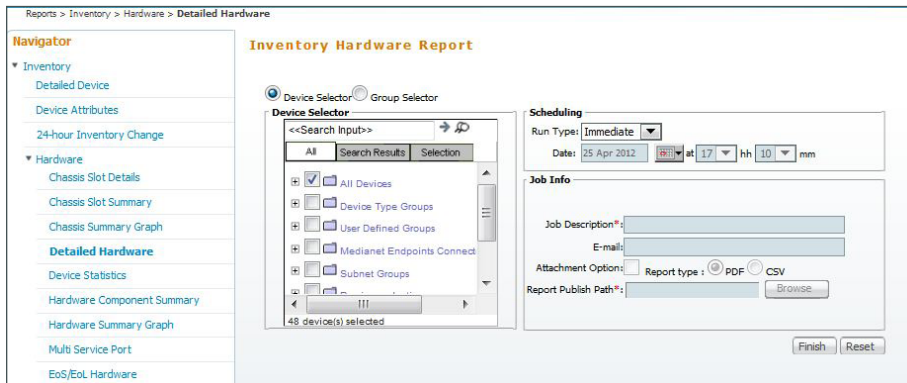 Reports > Inventory > Hardware > Detailed Hardware
Navigator
Inventory
Detailed Device
Device Attributes
24-hour Inventory Change
Hardware
Chassis Slot Details
Chassis Slot Summary
Chassis Summary Graph
Detailed Hardware
Device Statistics
Hardware Component Summary
Hardware Summary Graph
Multi Service Port
EoS/EoL Hardware
Inventory Hardware Report
Device Selector Group Selector
Device Selector
<<Search Input>>
All Search Results Selection
All Devices
Device Type Groups
User Defined Groups
Medianet Endpoints Connect
Subnet Groups
48 device(s) selected
Scheduling
Run Type: Immediate
Date: 25 Apr 2012 at 17 hh 10 mm
Job Info
Job Description*:
E-mail:
Attachment Option: Report type : PDF CSV
Report Publish Path*: Browse
Finish Reset